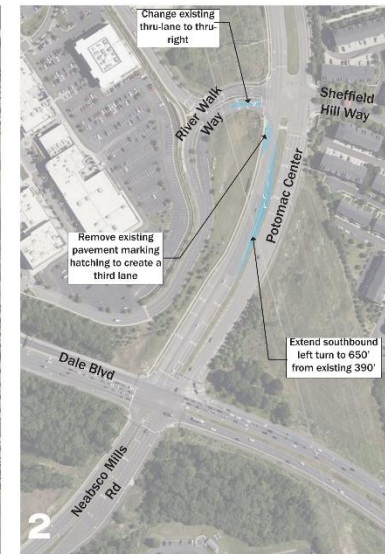 Change existing
thru-lane to thru-
right
River Walk
Way
Sheffield
Hill Way
Potomac Center
Remove existing
pavement marking
hatching to create a
third lane
Extend southbound
left turn to 650'
from existing 390'
Dale Blvd
Neabsco Mills
Rd
2